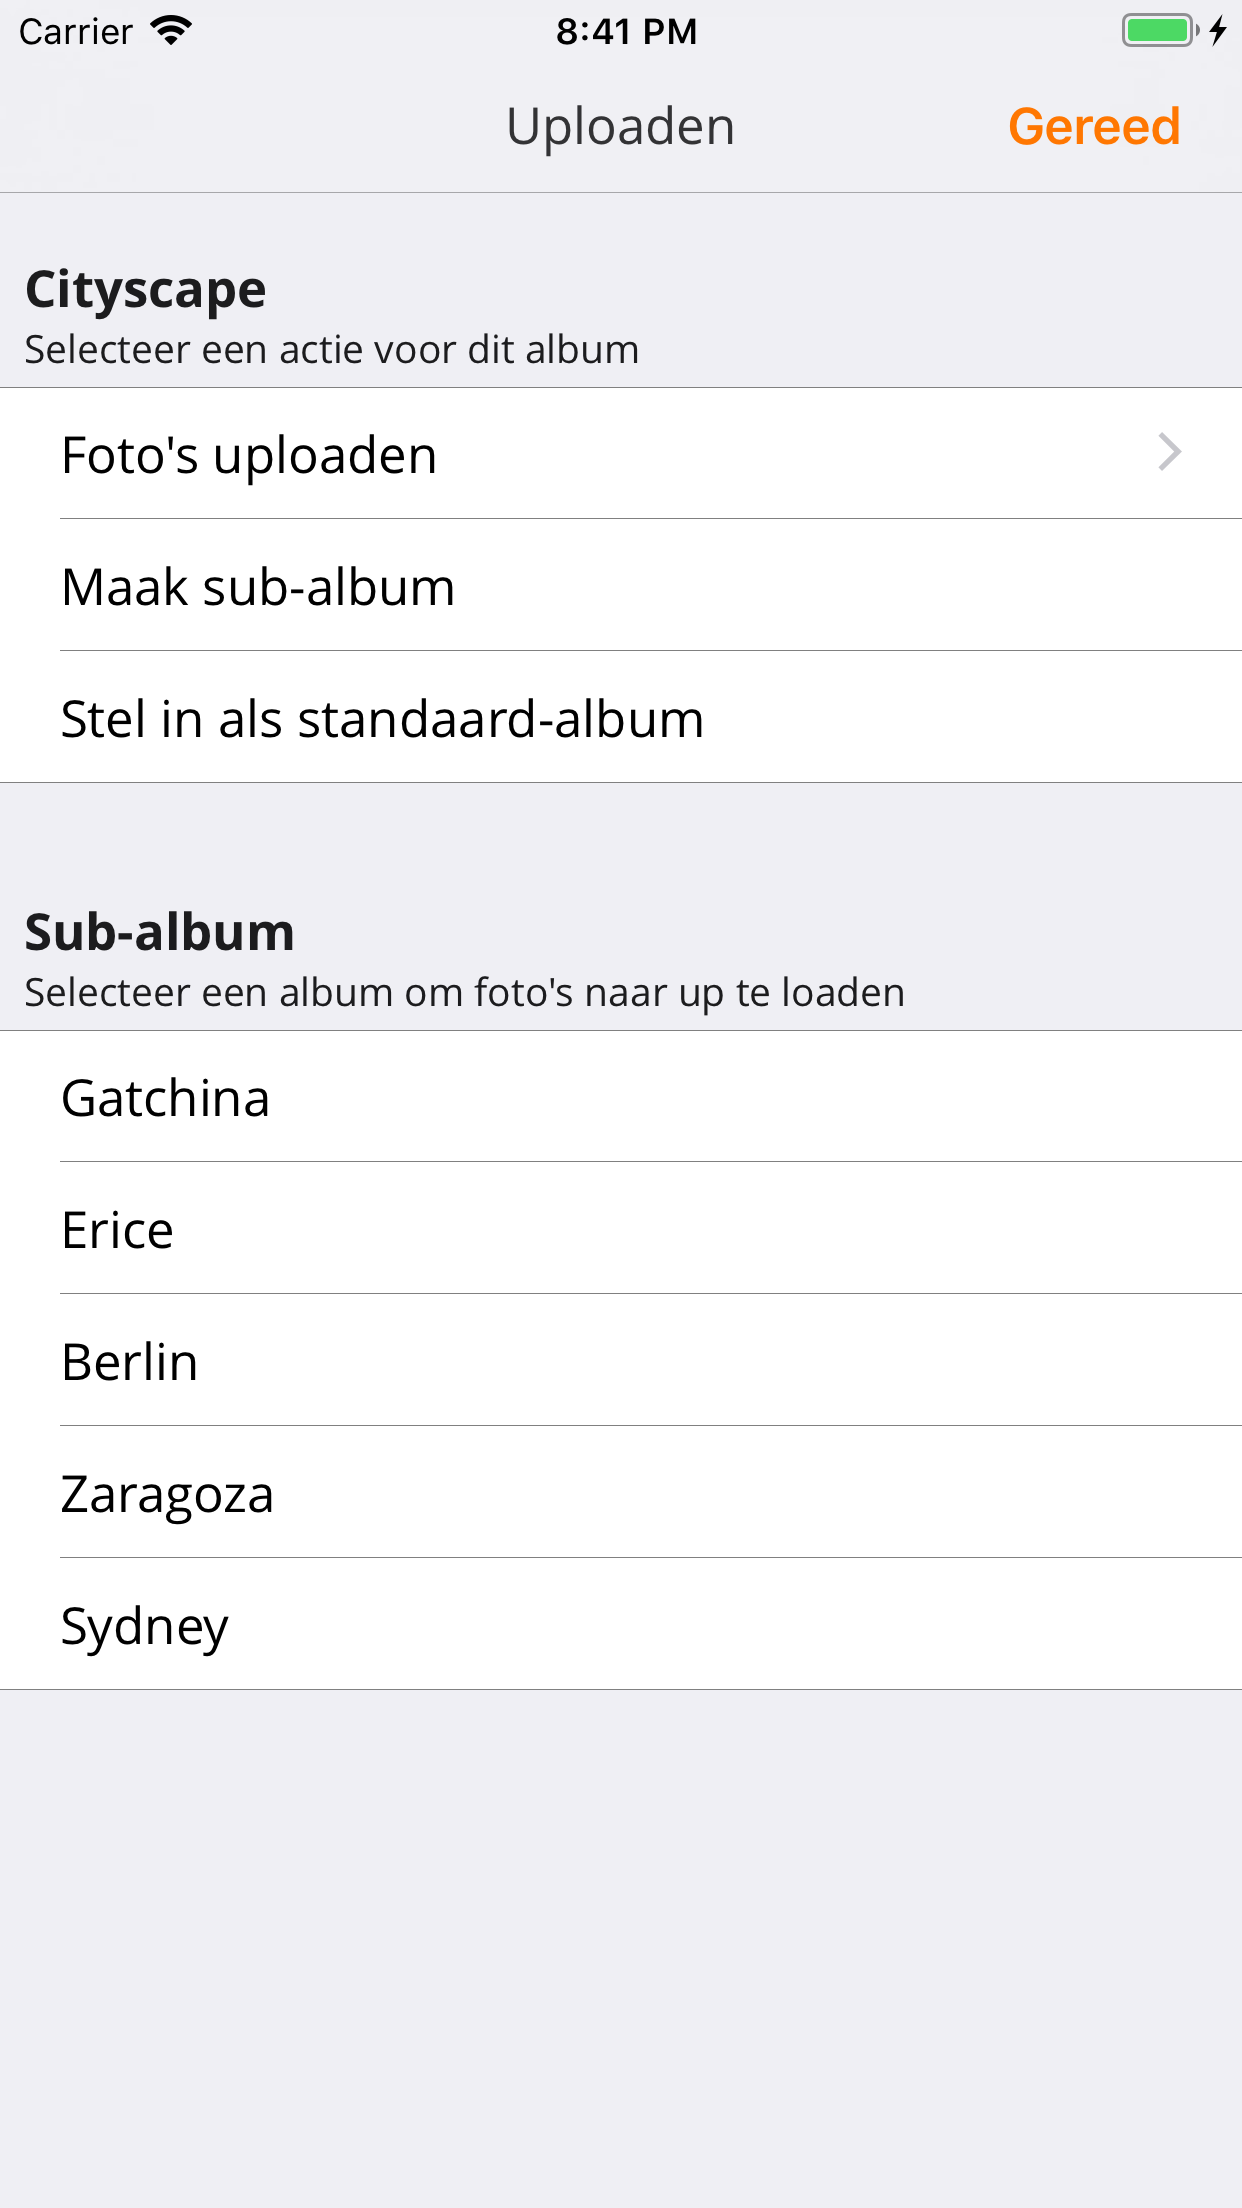 Carrier 8:41 PM
Uploaden Gereed
Cityscape
Selecteer een actie voor dit album
Foto's uploaden
Maak sub-album
Stel in als standaard-album
Sub-album
Selecteer een album om foto's naar up te loaden
Gatchina
Erice
Berlin
Zaragoza
Sydney